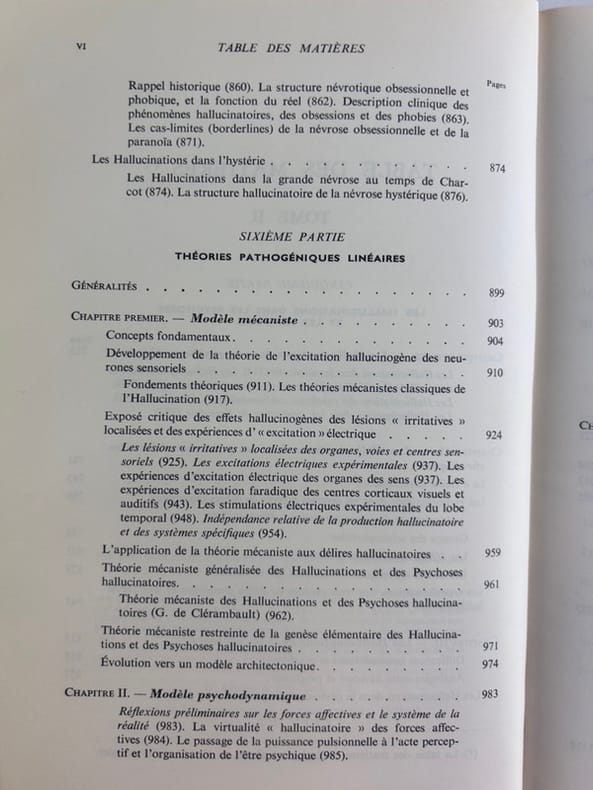 VI TABLE DES MATIÈRES
Pages
Rappel historique (860). La structure névrotique obsessionnelle et
phobique, et la fonction du réel (862). Description clinique des
phénomènes hallucinatoires, des obsessions et des phobies (863).
Les cas-limites (borderlines) de la névrose obsessionnelle et de la
paranoïa (871).
Les Hallucinations dans l'hystérie . . . . . . . . . . . . 874
Les Hallucinations dans la grande névrose au temps de Char-
cot (874). La structure hallucinatoire de la névrose hystérique (876).
SIXIÈME PARTIE
THÉORIES PATHOGÉNIQUES LINÉAIRES
GÉNÉRALITÉS . . . . . . . . . . . . . . . . 899
CHAPITRE PREMIER. — Modèle mécaniste . . . . . . . . . 903
Concepts fondamentaux. . . . . . . . . . . . . 904
Développement de la théorie de l'excitation hallucinogène des neu-
rones sensoriels . . . . . . . . . . . . . . 910
Fondements théoriques (911). Les théories mécanistes classiques de
l'Hallucination (917).
Exposé critique des effets hallucinogènes des lésions « irritatives »
localisées et des expériences d' « excitation » électrique . . . . . 924
Les lésions « irritatives » localisées des organes, voies et centres sen-
soriels (925). Les excitations électriques expérimentales (937). Les
expériences d'excitation électrique des organes des sens (937). Les
expériences d'excitation faradique des centres corticaux visuels et
auditifs (943). Les stimulations électriques expérimentales du lobe
temporal (948). Indépendance relative de la production hallucinatoire
et des systèmes spécifiques (954).
L'application de la théorie mécaniste aux délires hallucinatoires . . 959
Théorie mécaniste généralisée des Hallucinations et des Psychoses
hallucinatoires. . . . . . . . . . . . . . . 961
Théorie mécaniste des Hallucinations et des Psychoses hallucina-
toires (G. de Clérambault) (962).
Théorie mécaniste restreinte de la genèse élémentaire des Hallucina-
tions et des Psychoses hallucinatoires . . . . . . . . . 971
Évolution vers un modèle architectonique. . . . . . . . . 974
CHAPITRE II. — Modèle psychodynamique . . . . . . . . . 983
Réflexions préliminaires sur les forces affectives et le système de la
réalité (983). La virtualité « hallucinatoire » des forces affec-
tives (984). Le passage de la puissance pulsionnelle à l'acte percep-
tif et l'organisation de l'être psychique (985).